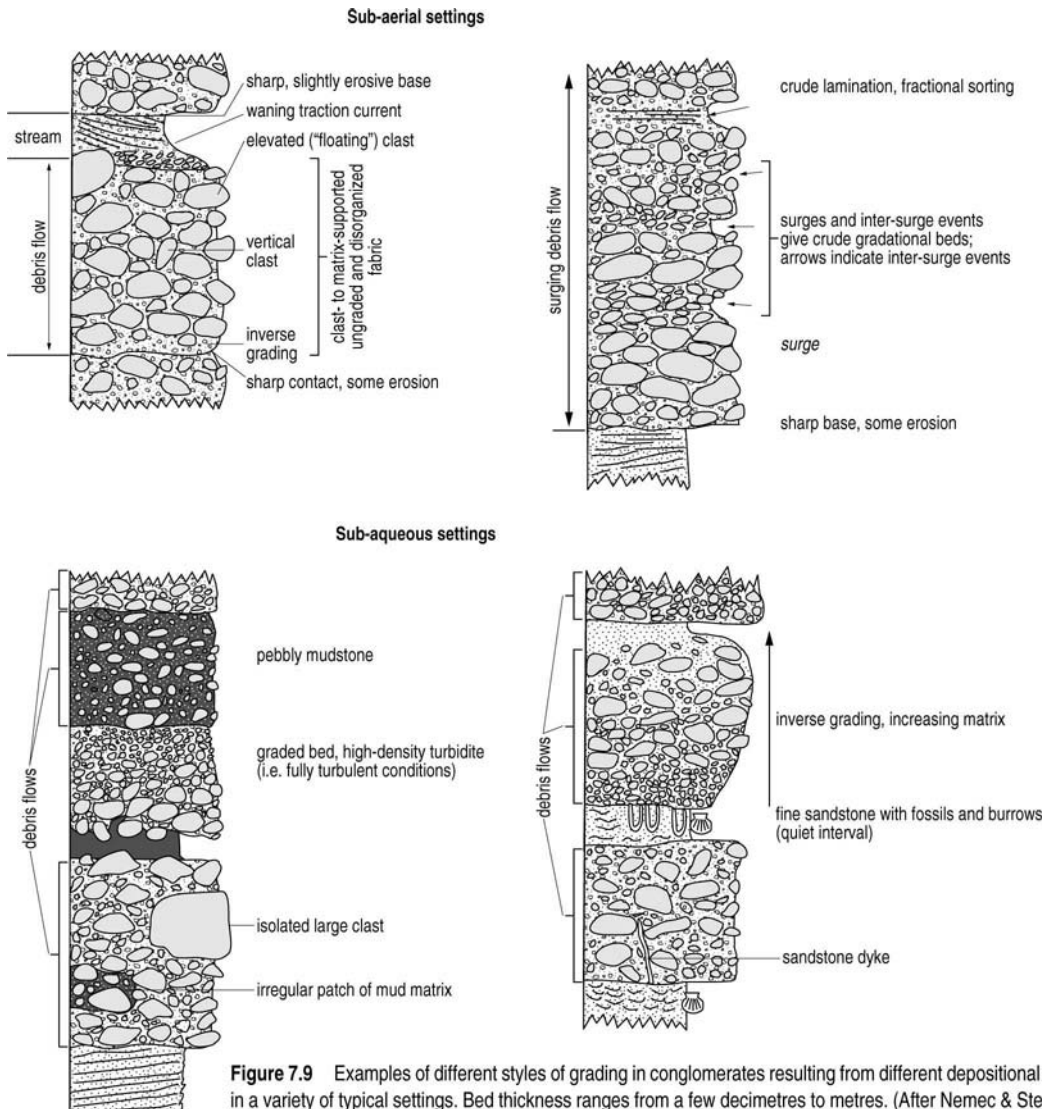 Sub-aerial settings
sharp, slightly erosive base
waning traction current
stream
elevated ("floating") clast
debris flow
vertical
clast
clast- to matrix-supported
ungraded and disorganized
fabric
inverse
grading
sharp contact, some erosion
surging debris flow
crude lamination, fractional sorting
surges and inter-surge events
give crude gradational beds;
arrows indicate inter-surge events
surge
sharp base, some erosion
Sub-aqueous settings
debris flows
pebbly mudstone
graded bed, high-density turbidite
(i.e. fully turbulent conditions)
isolated large clast
irregular patch of mud matrix
debris flows
inverse grading, increasing matrix
fine sandstone with fossils and burrows
(quiet interval)
sandstone dyke
Figure 7.9 Examples of different styles of grading in conglomerates resulting from different depositional
in a variety of typical settings. Bed thickness ranges from a few decimetres to metres. (After Nemec & Ste